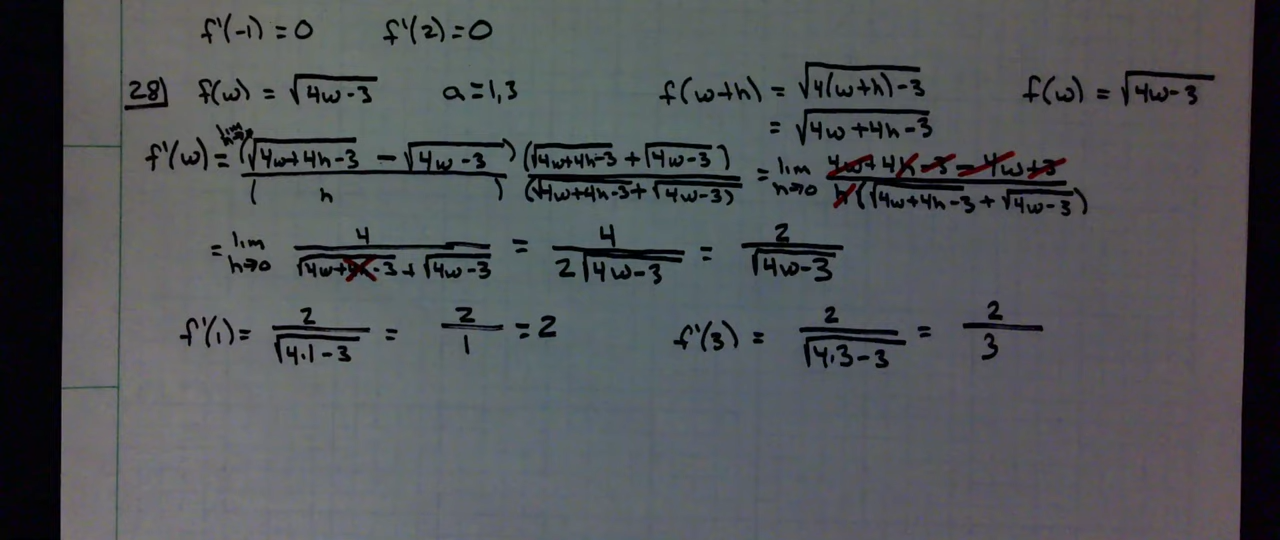 f'(-1) = 0 f'(2) = 0
28) f(w) = √(4w-3) a = 1,3 f(w+h) = √(4(w+h)-3) f(w) = √(4w-3)
= √(4w+4h-3)
f'(w) = lim h→0 (√(4w+4h-3) - √(4w-3))/(h) (√(4w+4h-3) + √(4w-3))/(√(4w+4h-3) + √(4w-3)) = lim h→0 (4w+4h-3-4w+3)/(h(√(4w+4h-3) + √(4w-3)))
= lim h→0 4/(√(4w+4h-3) + √(4w-3)) = 4/(2√(4w-3)) = 2/√(4w-3)
f'(1) = 2/√(4·1-3) = 2/1 = 2 f'(3) = 2/√(4·3-3) = 2/3